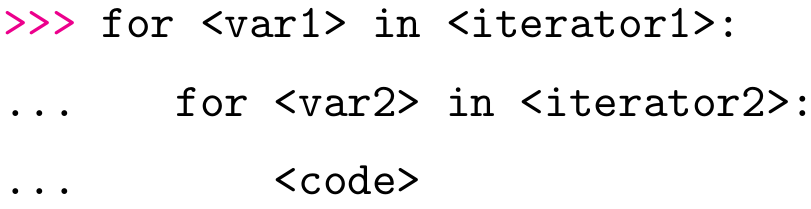 >>> for <var1> in <iterator1>:
...    for <var2> in <iterator2>:
...        <code>